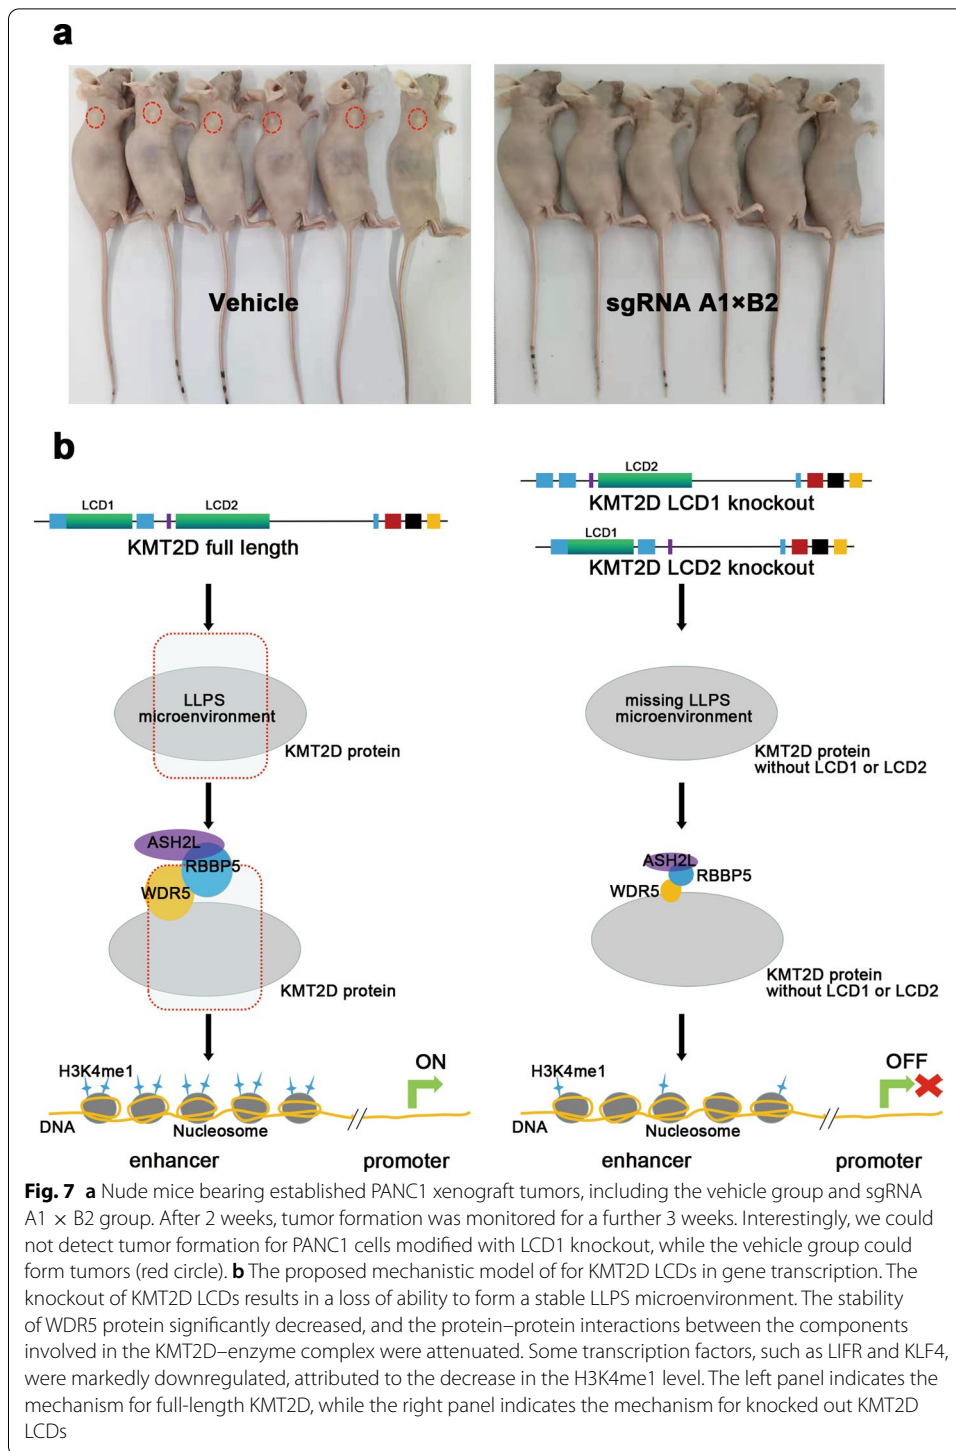 a
Vehicle
sgRNA A1×B2
b
LCD1
LCD2
KMT2D full length
LCD2
KMT2D LCD1 knockout
LCD1
KMT2D LCD2 knockout
LLPS
microenvironment
KMT2D protein
missing LLPS
microenvironment
KMT2D protein
without LCD1 or LCD2
ASH2L
RBBP5
WDR5
KMT2D protein
ASH2L
RBBP5
WDR5
KMT2D protein
without LCD1 or LCD2
H3K4me1
ON
DNA
Nucleosome
enhancer
promoter
H3K4me1
OFF
DNA
Nucleosome
enhancer
promoter
Fig. 7 a Nude mice bearing established PANC1 xenograft tumors, including the vehicle group and sgRNA
A1 × B2 group. After 2 weeks, tumor formation was monitored for a further 3 weeks. Interestingly, we could
not detect tumor formation for PANC1 cells modified with LCD1 knockout, while the vehicle group could
form tumors (red circle). b The proposed mechanistic model of for KMT2D LCDs in gene transcription. The
knockout of KMT2D LCDs results in a loss of ability to form a stable LLPS microenvironment. The stability
of WDR5 protein significantly decreased, and the protein–protein interactions between the components
involved in the KMT2D–enzyme complex were attenuated. Some transcription factors, such as LIFR and KLF4,
were markedly downregulated, attributed to the decrease in the H3K4me1 level. The left panel indicates the
mechanism for full-length KMT2D, while the right panel indicates the mechanism for knocked out KMT2D
LCDs